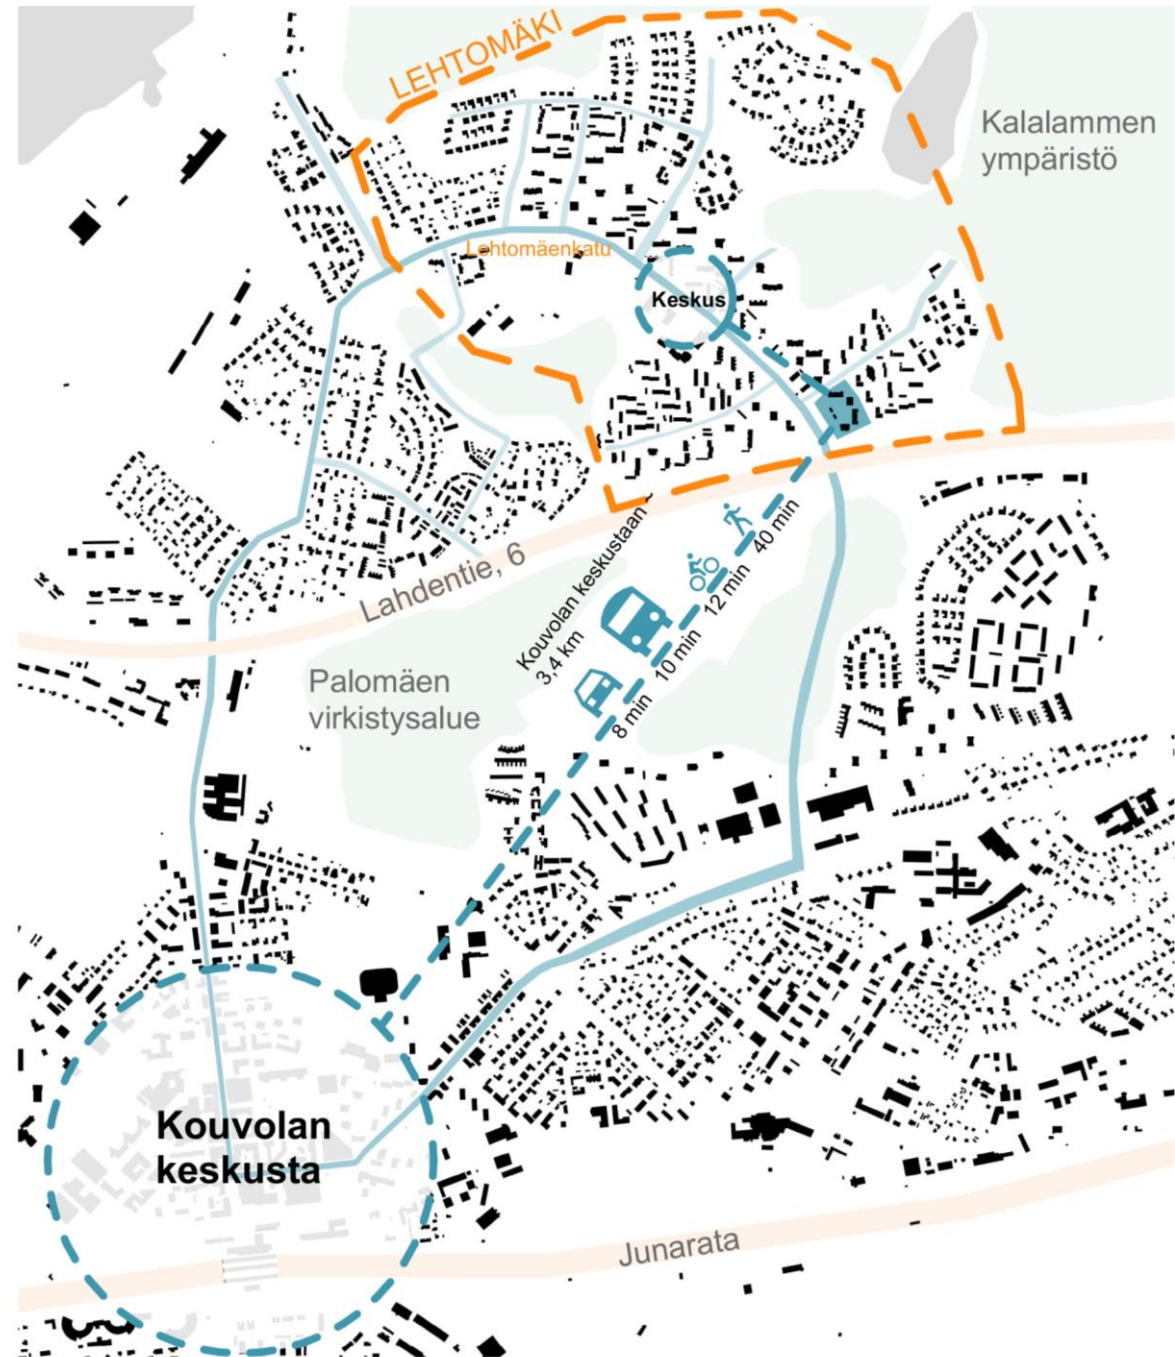 LEHTOMÄKI
Kalalammen
ympäristö
Lehtomäenkatu
Keskus
Lahdentie, 6
Kouvolan keskustaan ~
3,4 km
40 min
12 min
10 min
8 min
Palomäen
virkistysalue
Kouvolan
keskusta
Junarata